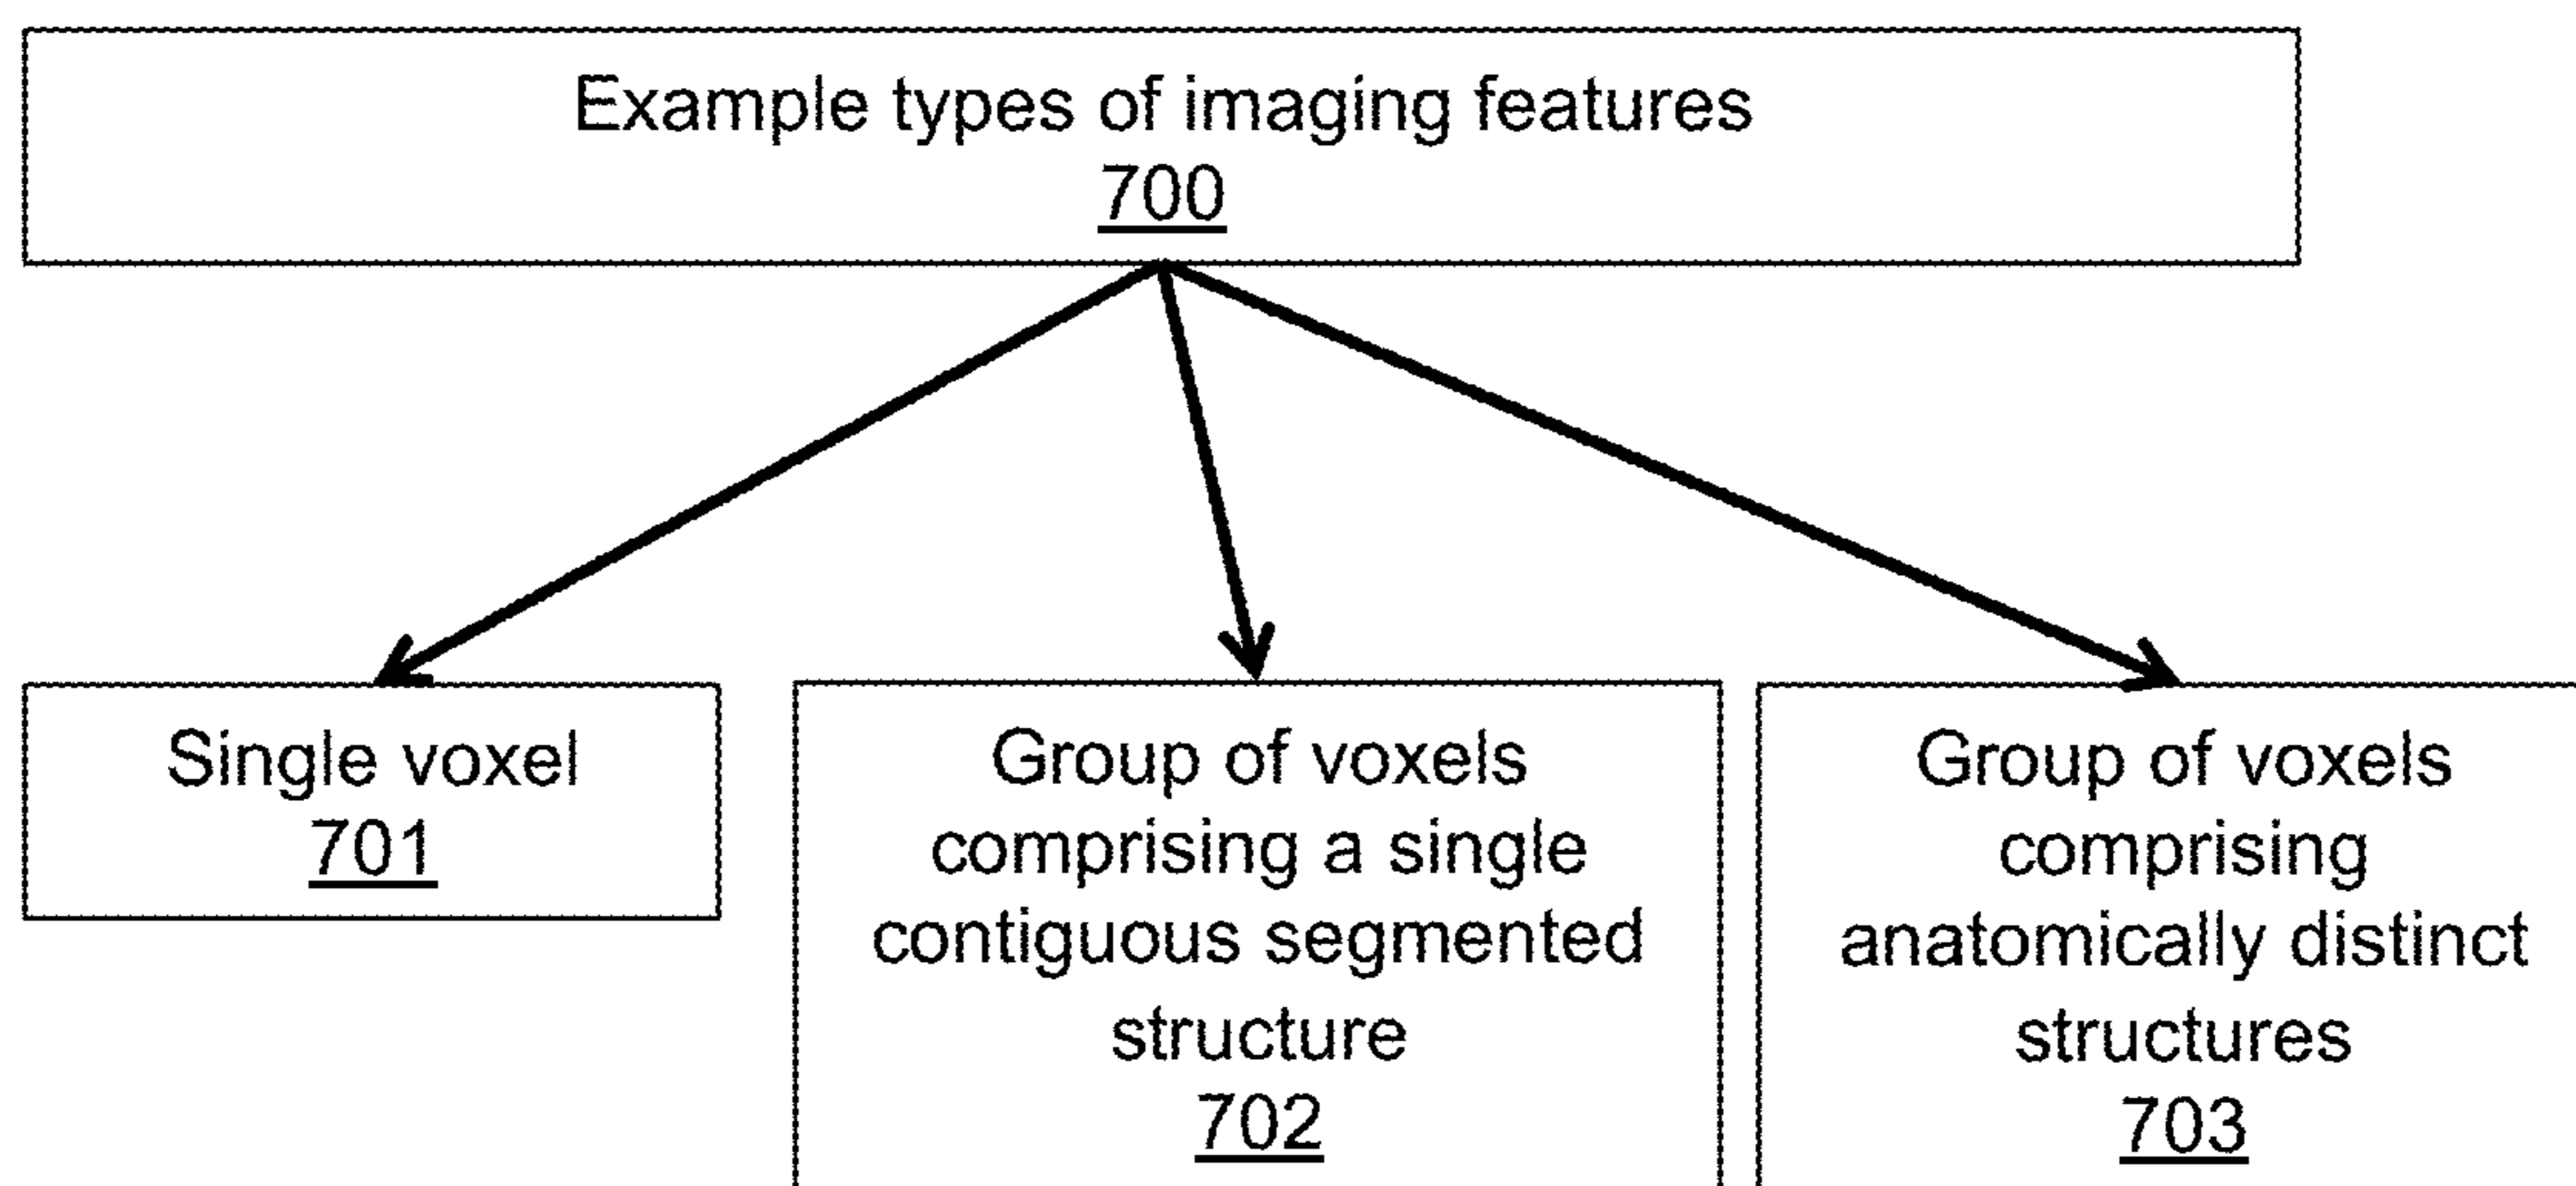 Example types of imaging features
700
Single voxel
701
Group of voxels
comprising a single
contiguous segmented
structure
702
Group of voxels
comprising
anatomically distinct
structures
703